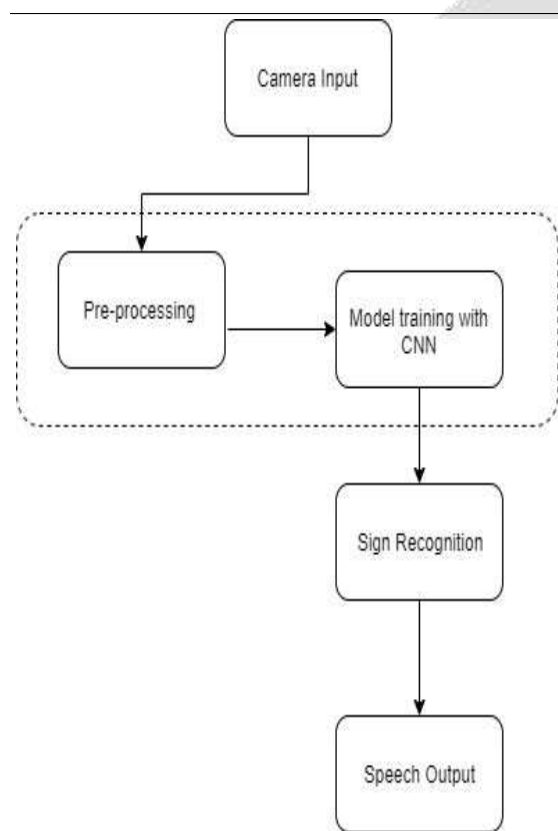 Camera Input
Pre-processing
Model training with
CNN
Sign Recognition
Speech Output